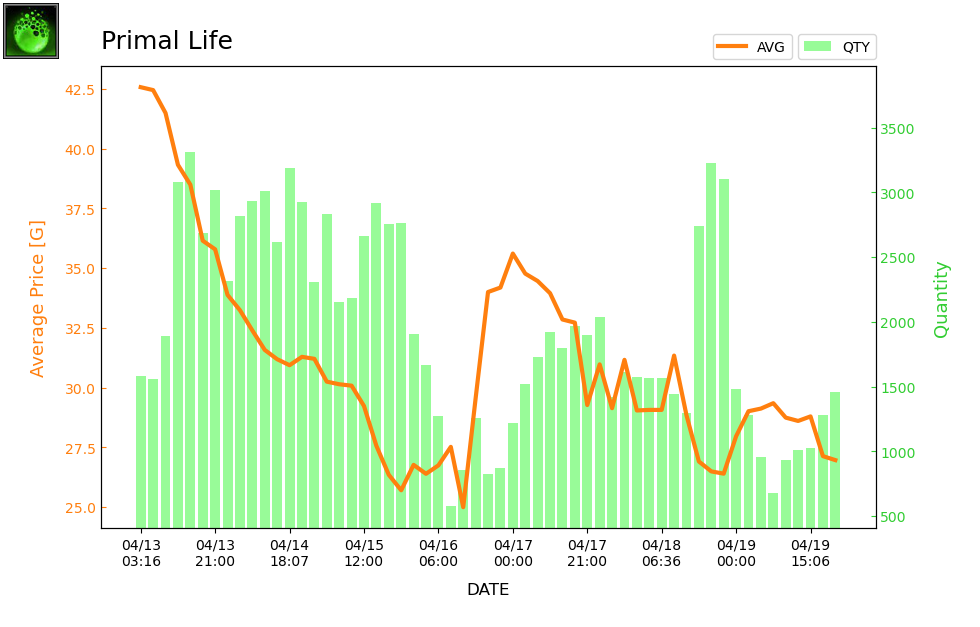 Primal Life
AVG
QTY
Average Price [G]
42.5
40.0
37.5
35.0
32.5
30.0
27.5
25.0
3500
3000
2500
2000
1500
1000
500
Quantity
04/13 04/13 04/14 04/15 04/16 04/17 04/17 04/18 04/19 04/19
03:16 21:00 18:07 12:00 06:00 00:00 21:00 06:36 00:00 15:06
DATE